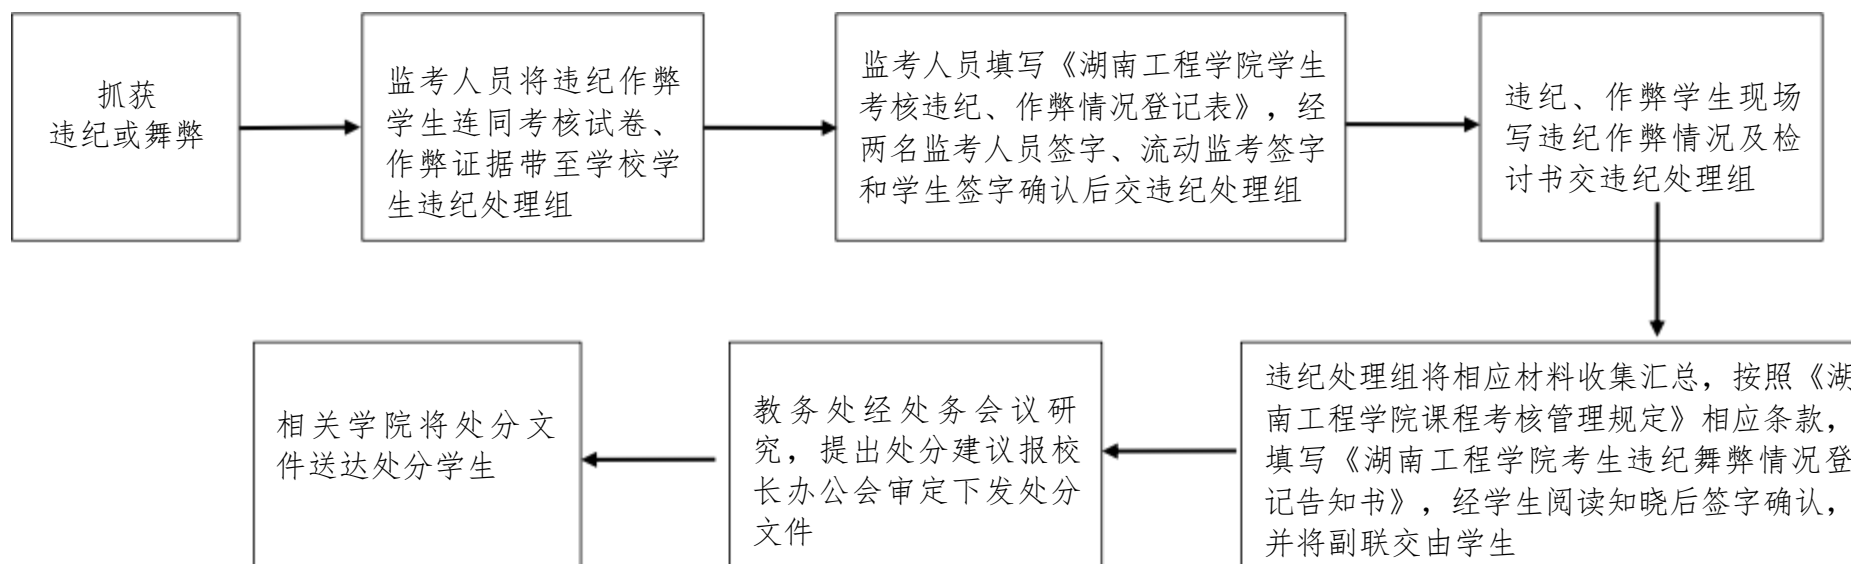 抓获
违纪或舞弊
监考人员将违纪作弊
学生连同考核试卷、
作弊证据带至学校学
生违纪处理组
监考人员填写《湖南工程学院学生
考核违纪、作弊情况登记表》，经
两名监考人员签字、流动监考签字
和学生签字确认后交违纪处理组
违纪、作弊学生现场
写违纪作弊情况及检
讨书交违纪处理组
违纪处理组将相应材料收集汇总，按照《湖
南工程学院课程考核管理规定》相应条款，
填写《湖南工程学院考生违纪舞弊情况登
记告知书》，经学生阅读知晓后签字确认，
并将副联交由学生
教务处经处务会议研
究，提出处分建议报校
长办公会审定下发处分
文件
相关学院将处分文
件送达处分学生